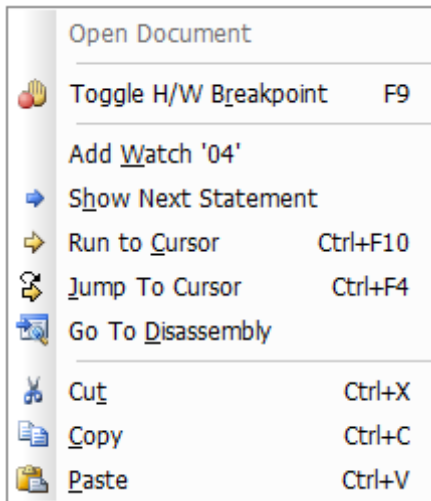 Open Document
Toggle H/W Breakpoint F9
Add Watch '04'
Show Next Statement
Run to Cursor Ctrl+F10
Jump To Cursor Ctrl+F4
Go To Disassembly
Cut Ctrl+X
Copy Ctrl+C
Paste Ctrl+V